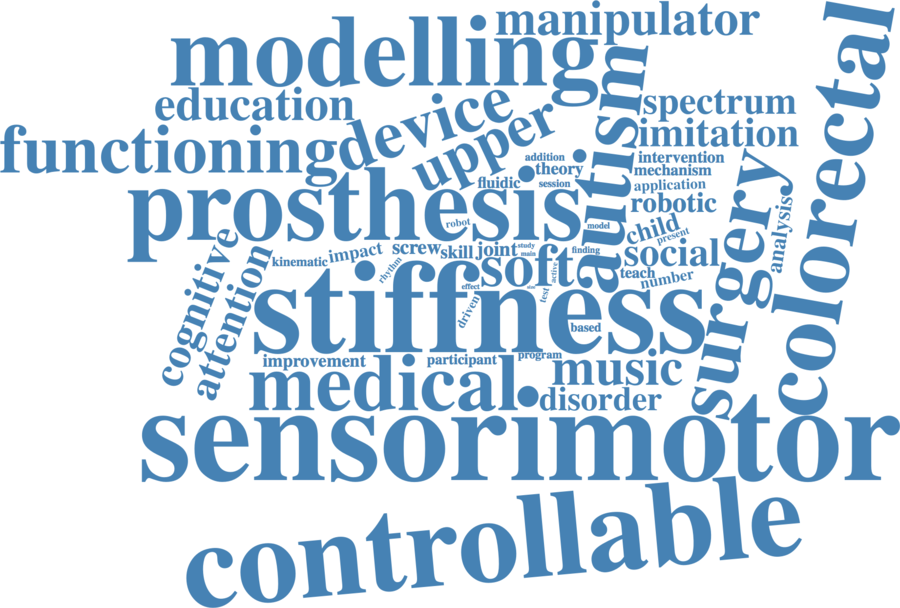 manipulator
modelling
colorectal
education
device
autism
spectrum
functioning
upper
imitation
addition
theory
intervention
mechanism
fluidic
session
application
prosthesis
robotic
surgery
robot
model
child
present
analysis
cognitive
attention
kinematic
impact
rhythm
screw
skill
joint
study
main
finding
social
soft
active
teach
number
stiffness
effect
test
driven
based
improvement
participant
program
medical
music
disorder
sensorimotor
controllable